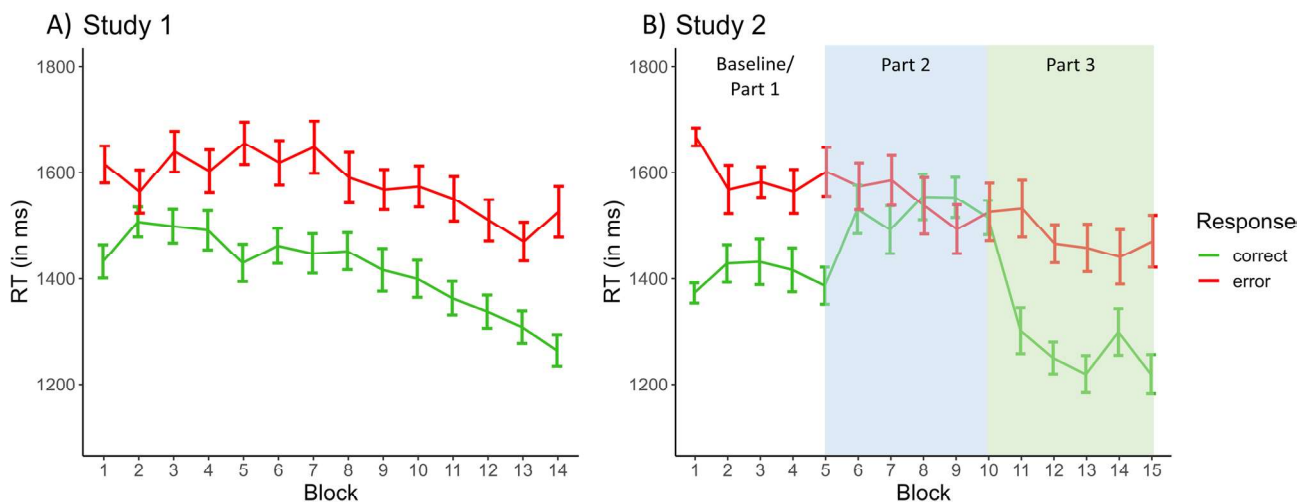 A) Study 1
1800
1600
1400
1200
RT (in ms)
1 2 3 4 5 6 7 8 9 10 11 12 13 14
Block
B) Study 2
Baseline/
Part 1
Part 2
Part 3
1800
1600
1400
1200
RT (in ms)
1 2 3 4 5 6 7 8 9 10 11 12 13 14 15
Block
Response
correct
error